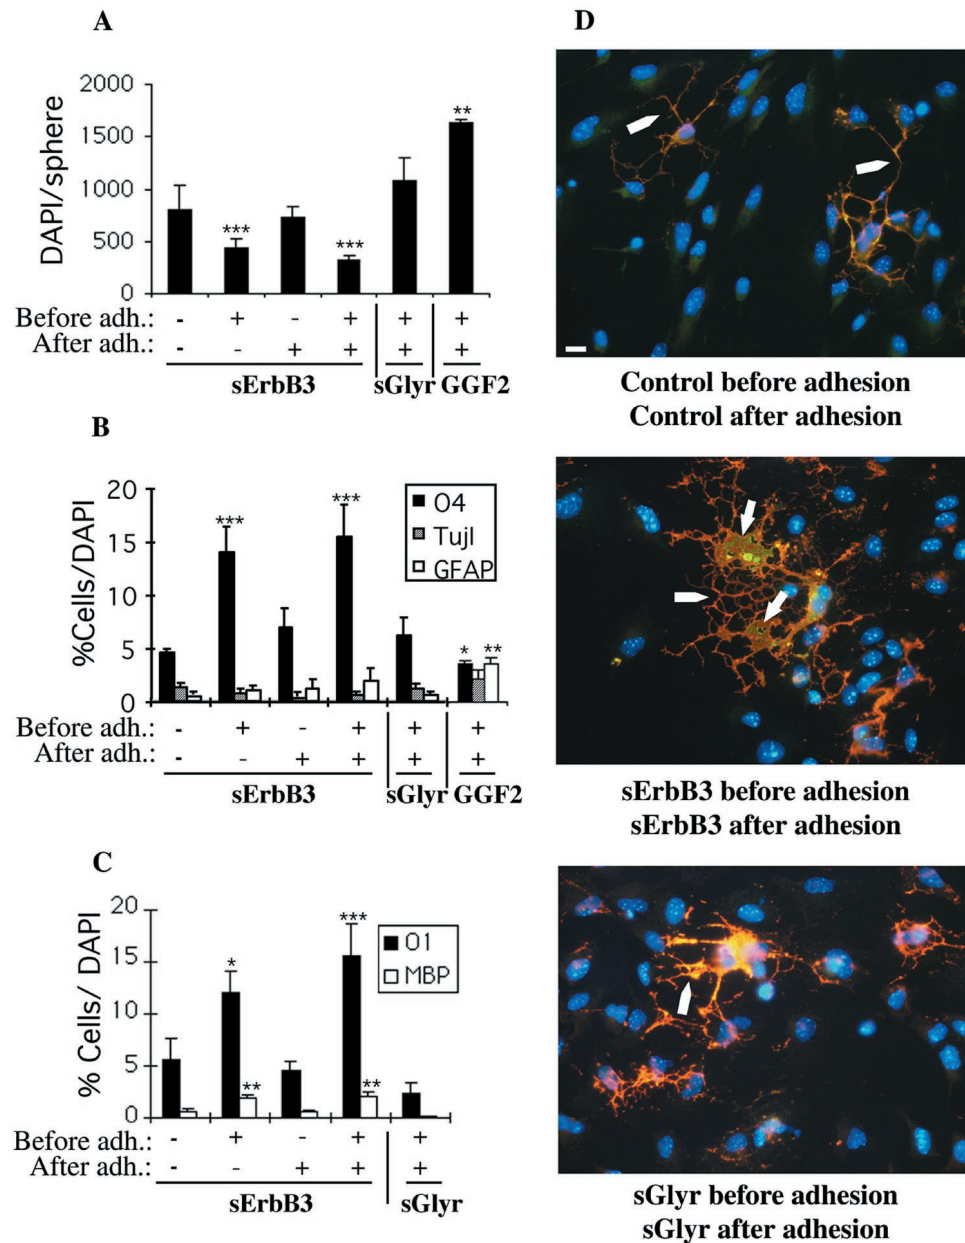 A
DAPI/sphere
2000
1500
1000
500
0
***
***
**
Before adh.: - + - + + +
After adh.: - - + + + +
sErbB3 sGlyr GGF2
B
%Cells/DAPI
20
15
10
5
0
***
***
* **
O4
TujI
GFAP
Before adh.: - + - + + +
After adh.: - - + + + +
sErbB3 sGlyr GGF2
C
% Cells/ DAPI
20
15
10
5
0
*
**
***
**
O1
MBP
Before adh.: - + - + +
After adh.: - - + + +
sErbB3 sGlyr
D
Control before adhesion
Control after adhesion
sErbB3 before adhesion
sErbB3 after adhesion
sGlyr before adhesion
sGlyr after adhesion